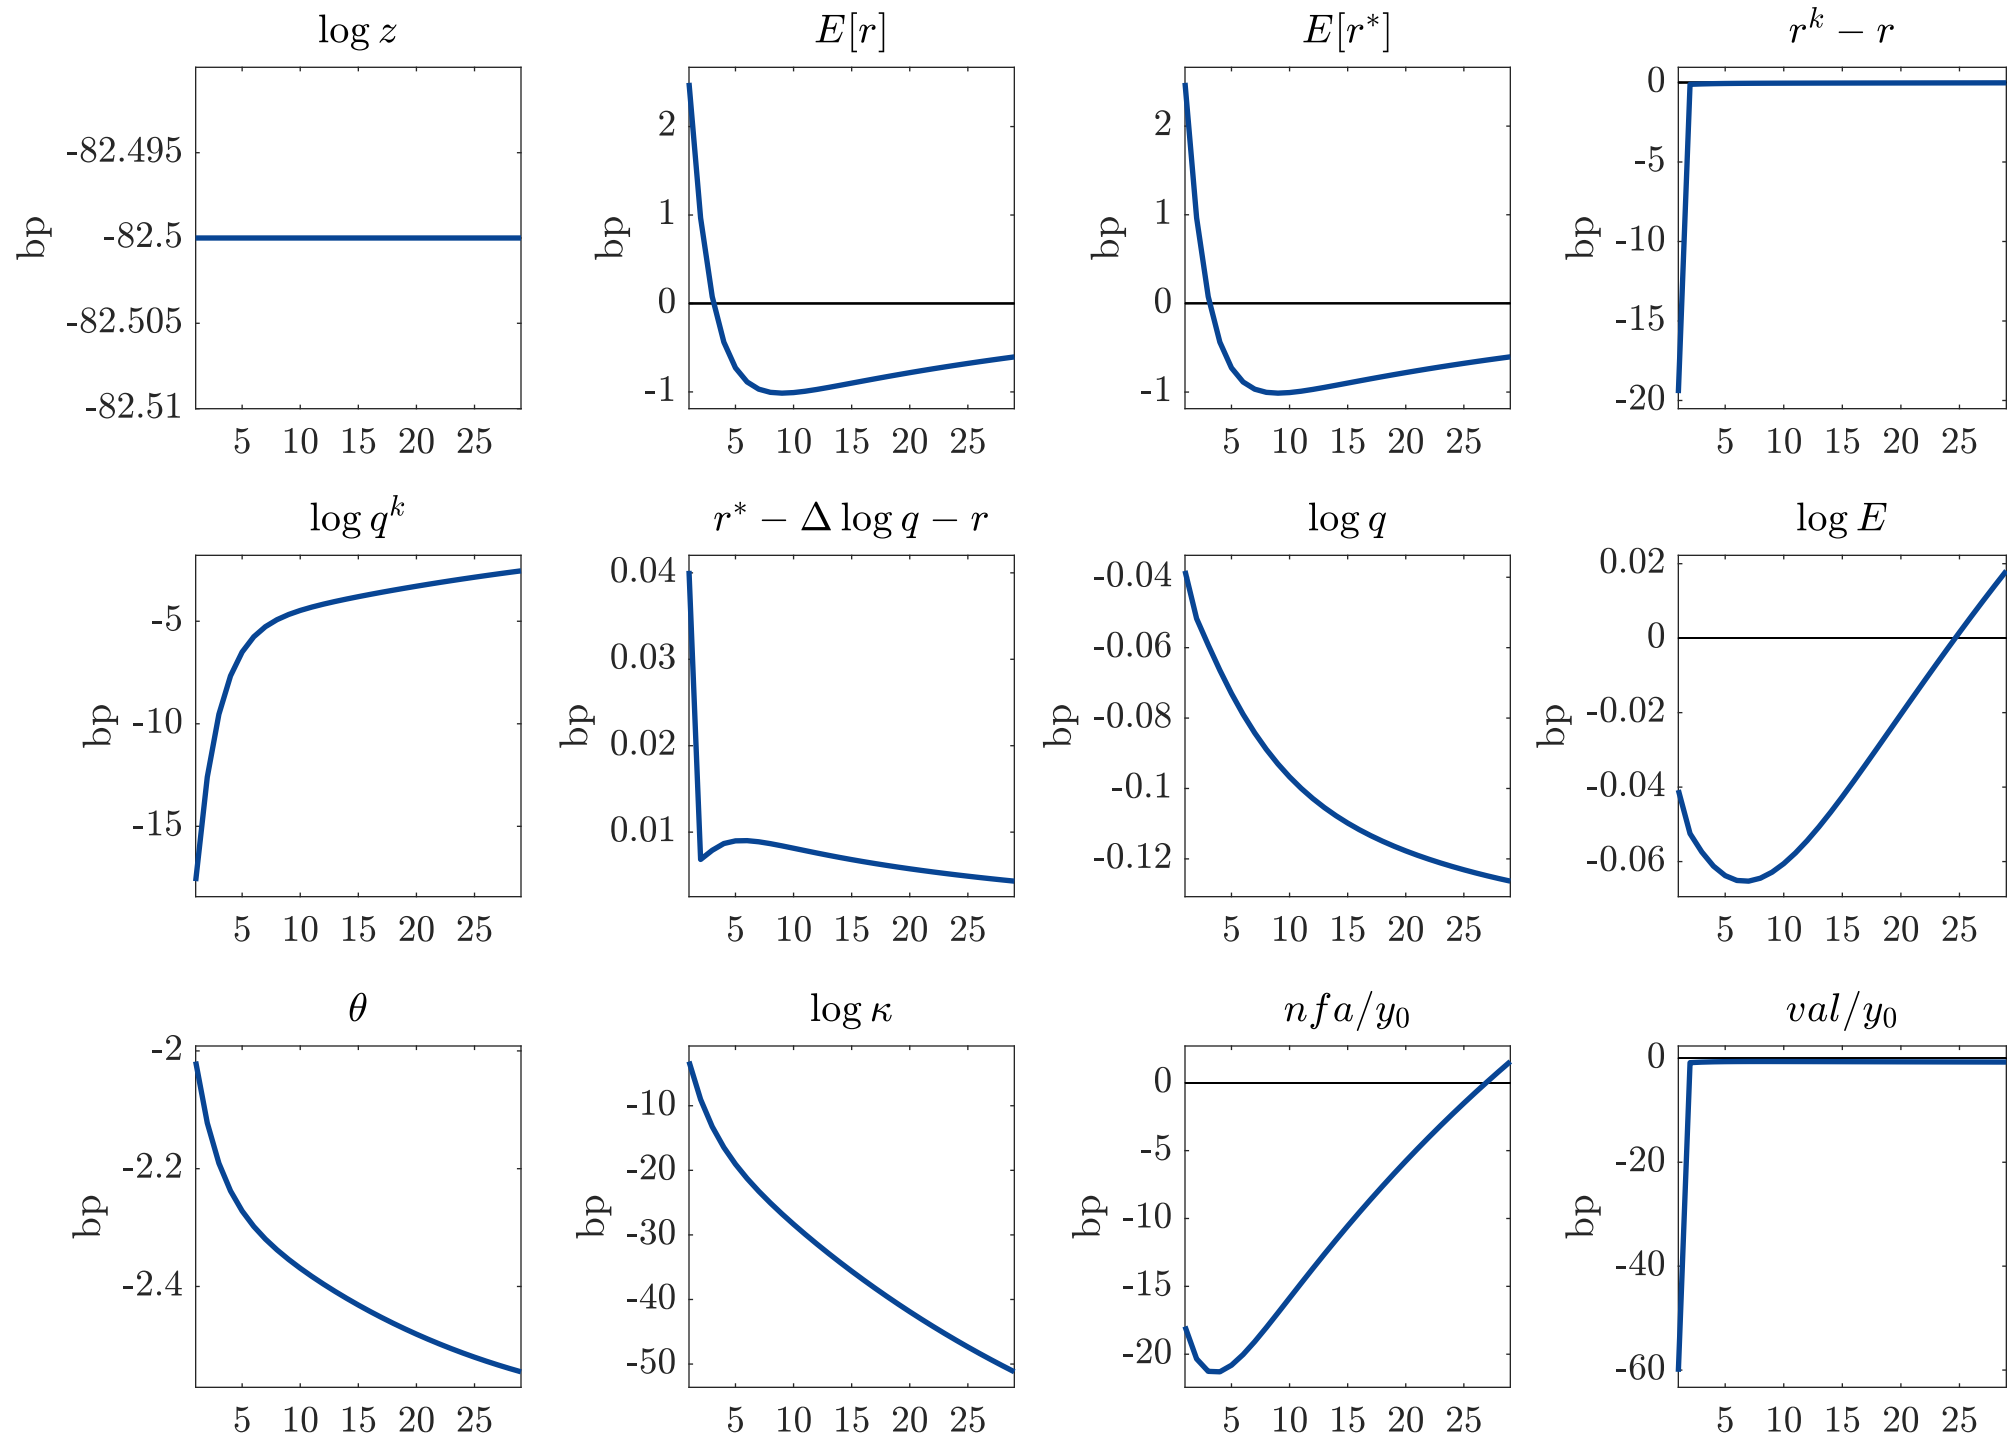 log z
-82.495
-82.5
-82.505
-82.51
bp
5 10 15 20 25
E[r]
2
1
0
-1
bp
5 10 15 20 25
E[r*]
2
1
0
-1
bp
5 10 15 20 25
r^k − r
0
-5
-10
-15
-20
bp
5 10 15 20 25
log q^k
-5
-10
-15
bp
5 10 15 20 25
r* − Δ log q − r
0.04
0.03
0.02
0.01
bp
5 10 15 20 25
log q
-0.04
-0.06
-0.08
-0.1
-0.12
bp
5 10 15 20 25
log E
0.02
0
-0.02
-0.04
-0.06
bp
5 10 15 20 25
θ
-2
-2.2
-2.4
bp
5 10 15 20 25
log κ
-10
-20
-30
-40
-50
bp
5 10 15 20 25
nfa/y₀
0
-5
-10
-15
-20
bp
5 10 15 20 25
val/y₀
0
-20
-40
-60
bp
5 10 15 20 25